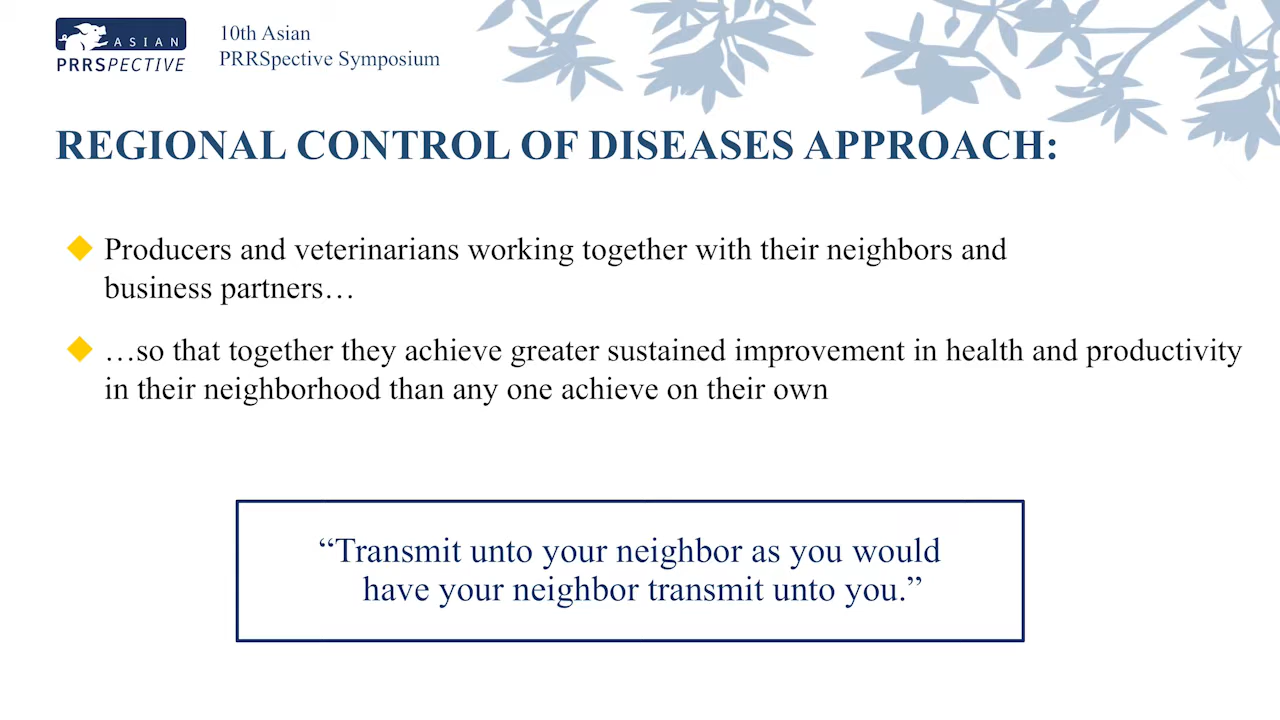 ASIAN
PRRSPECTIVE
10th Asian
PRRSpective Symposium
REGIONAL CONTROL OF DISEASES APPROACH:
Producers and veterinarians working together with their neighbors and
business partners…
…so that together they achieve greater sustained improvement in health and productivity
in their neighborhood than any one achieve on their own
“Transmit unto your neighbor as you would
have your neighbor transmit unto you.”